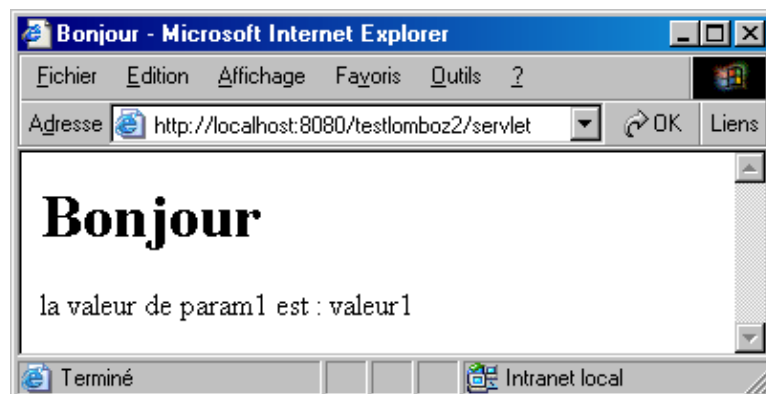 Bonjour - Microsoft Internet Explorer
Fichier Edition Affichage Favoris Outils ?
Adresse http://localhost:8080/testlomboz2/servlet OK Liens
Bonjour
la valeur de param1 est : valeur1
Terminé Intranet local